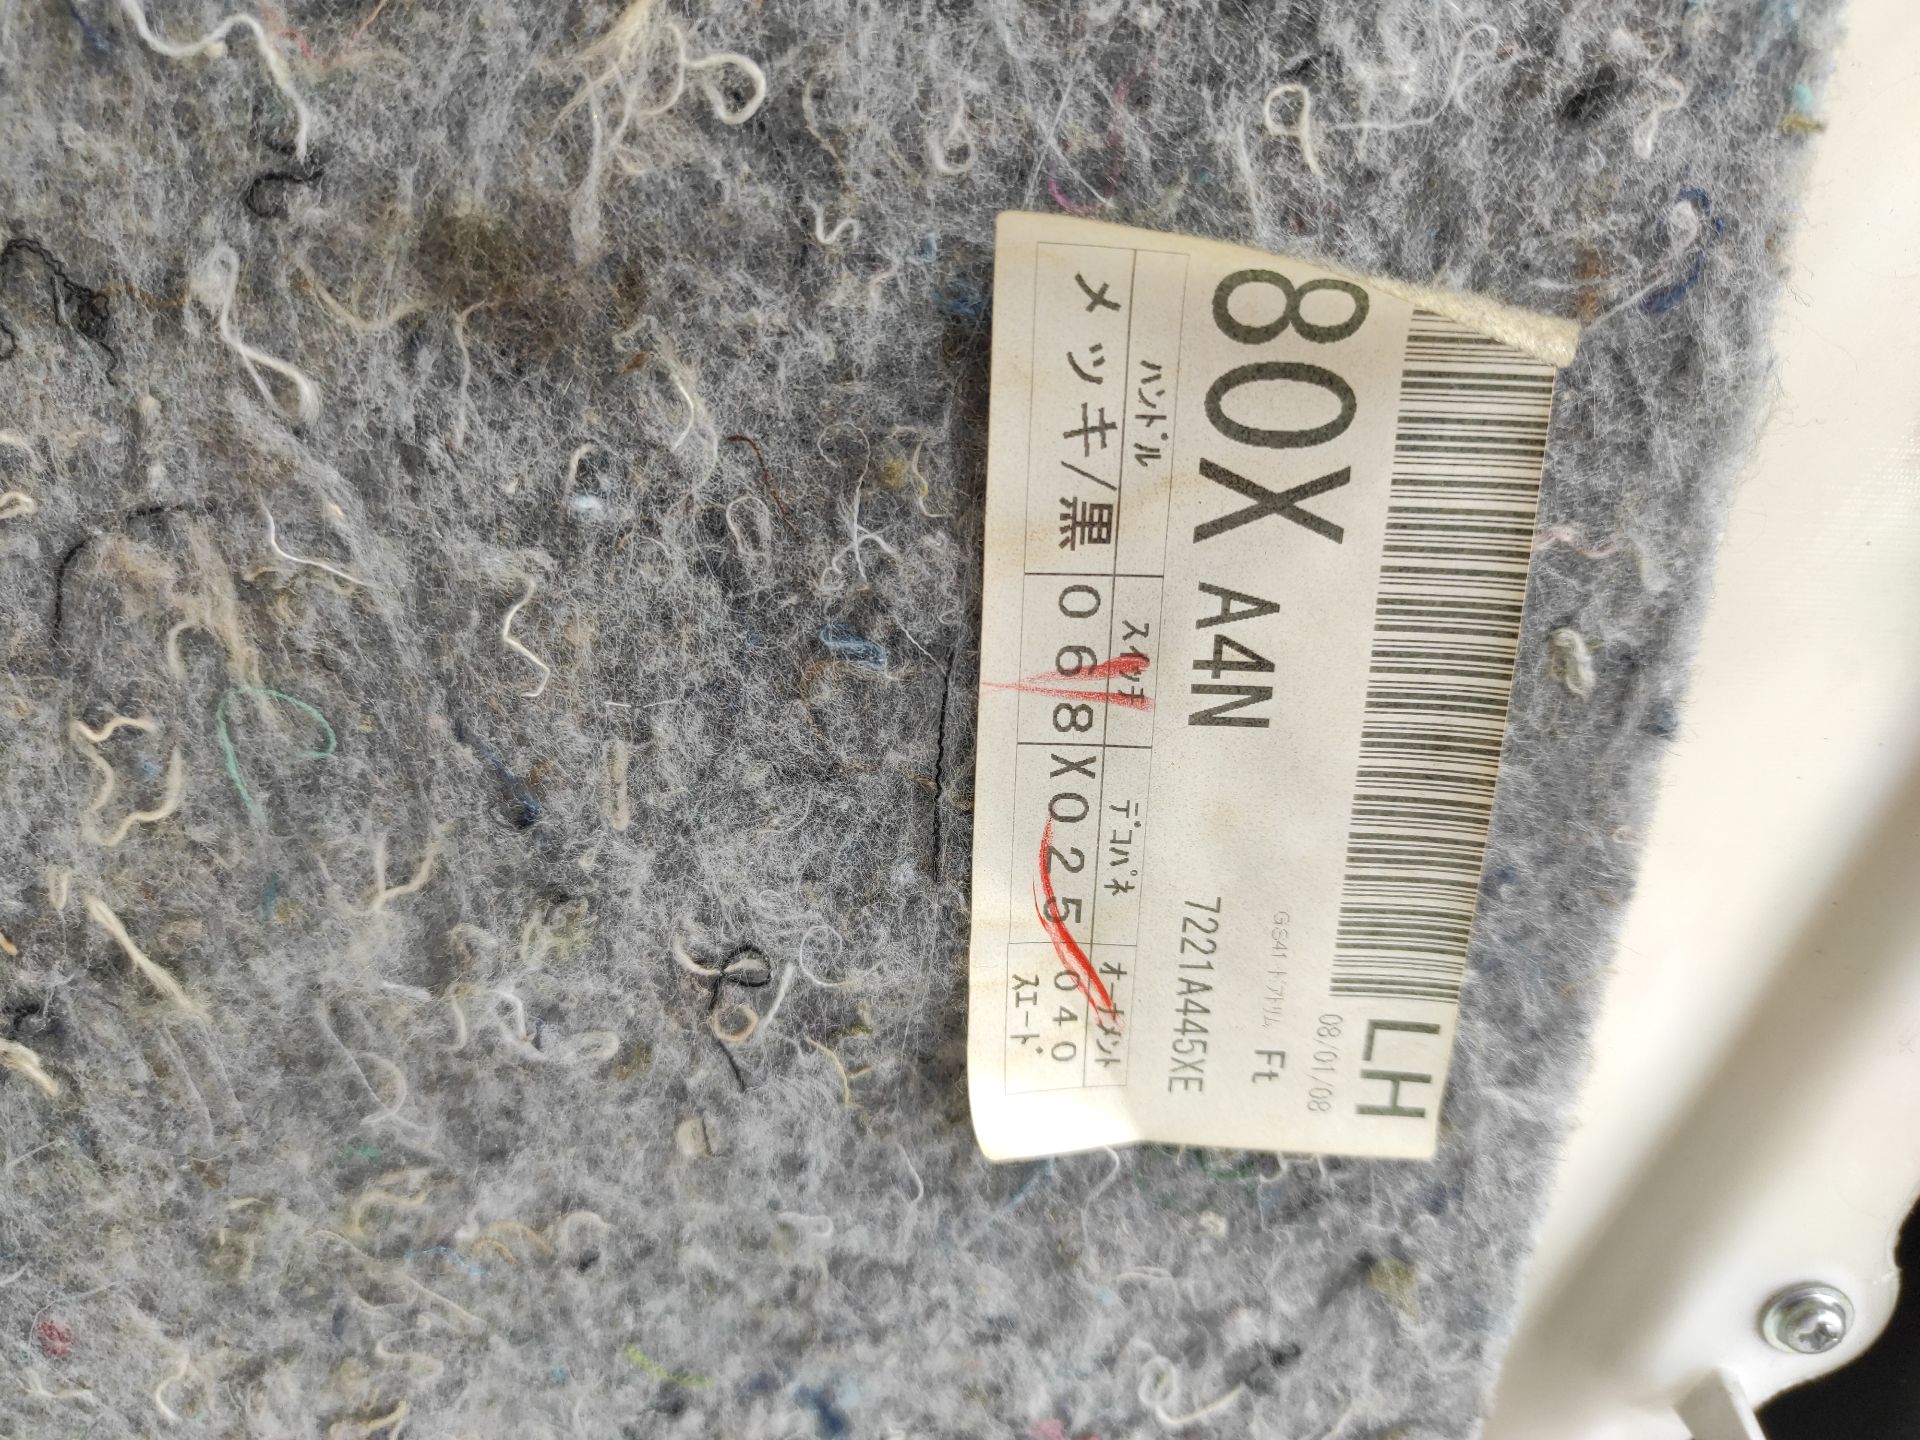 LH
08/01/08
80X A4N
GS41 ドアトリム Ft
7221A445XE
ハンドル スイッチ デコパネ オーナメント
メッキ/黒 068 X025 040
スエード